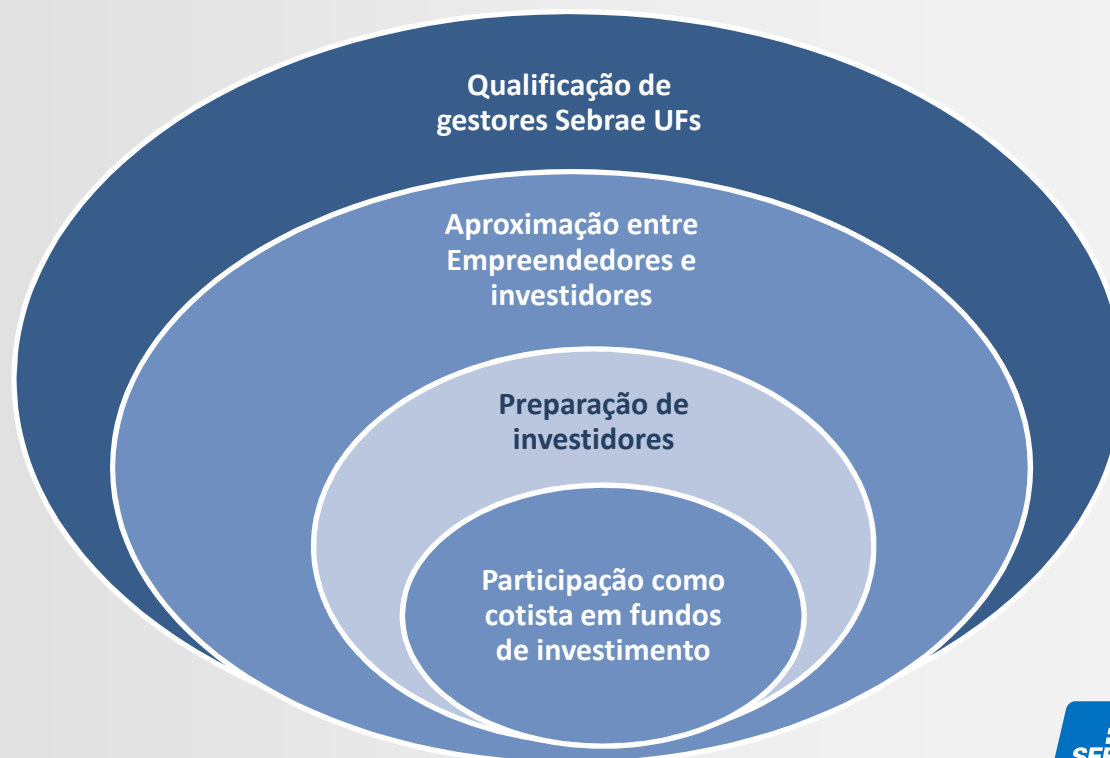 Qualificação de
gestores Sebrae UFs
Aproximação entre
Empreendedores e
investidores
Preparação de
investidores
Participação como
cotista em fundos
de investimento